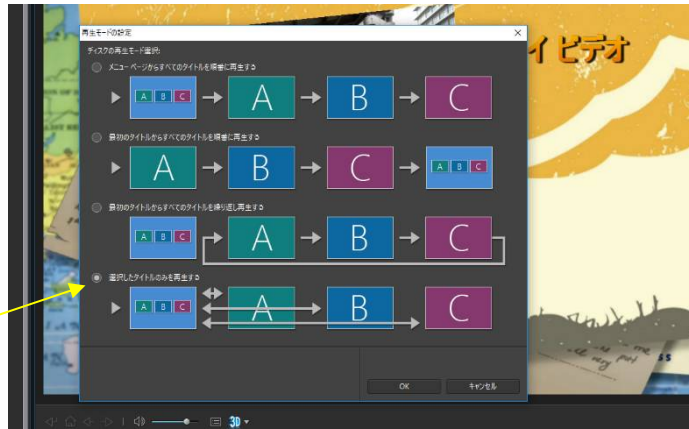 再生モードの設定
イ ビデオ
ディスクの再生モード選択:
メニュー ページからすべてのタイトルを順番に再生する
A B C A B C
最初のタイトルからすべてのタイトルを順番に再生する
A B C A B C
最初のタイトルからすべてのタイトルを繰り返し再生する
A B C A B C
選択したタイトルのみを再生する
A B C A B C
OK キャンセル
3D